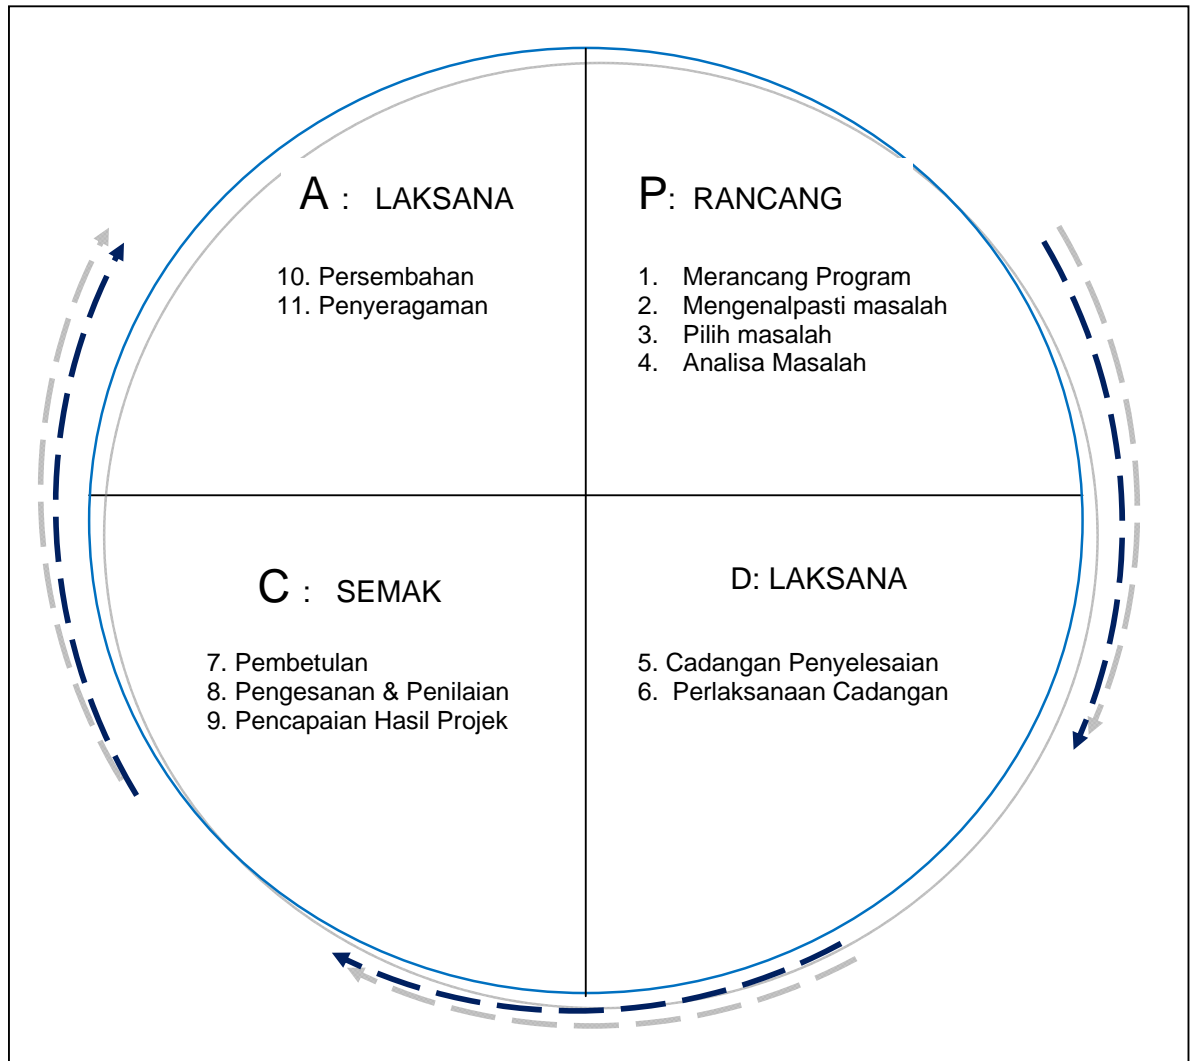 A : LAKSANA
10. Persembahan
11. Penyeragaman
P: RANCANG
1. Merancang Program
2. Mengenalpasti masalah
3. Pilih masalah
4. Analisa Masalah
C : SEMAK
7. Pembetulan
8. Pengesanan & Penilaian
9. Pencapaian Hasil Projek
D: LAKSANA
5. Cadangan Penyelesaian
6. Perlaksanaan Cadangan